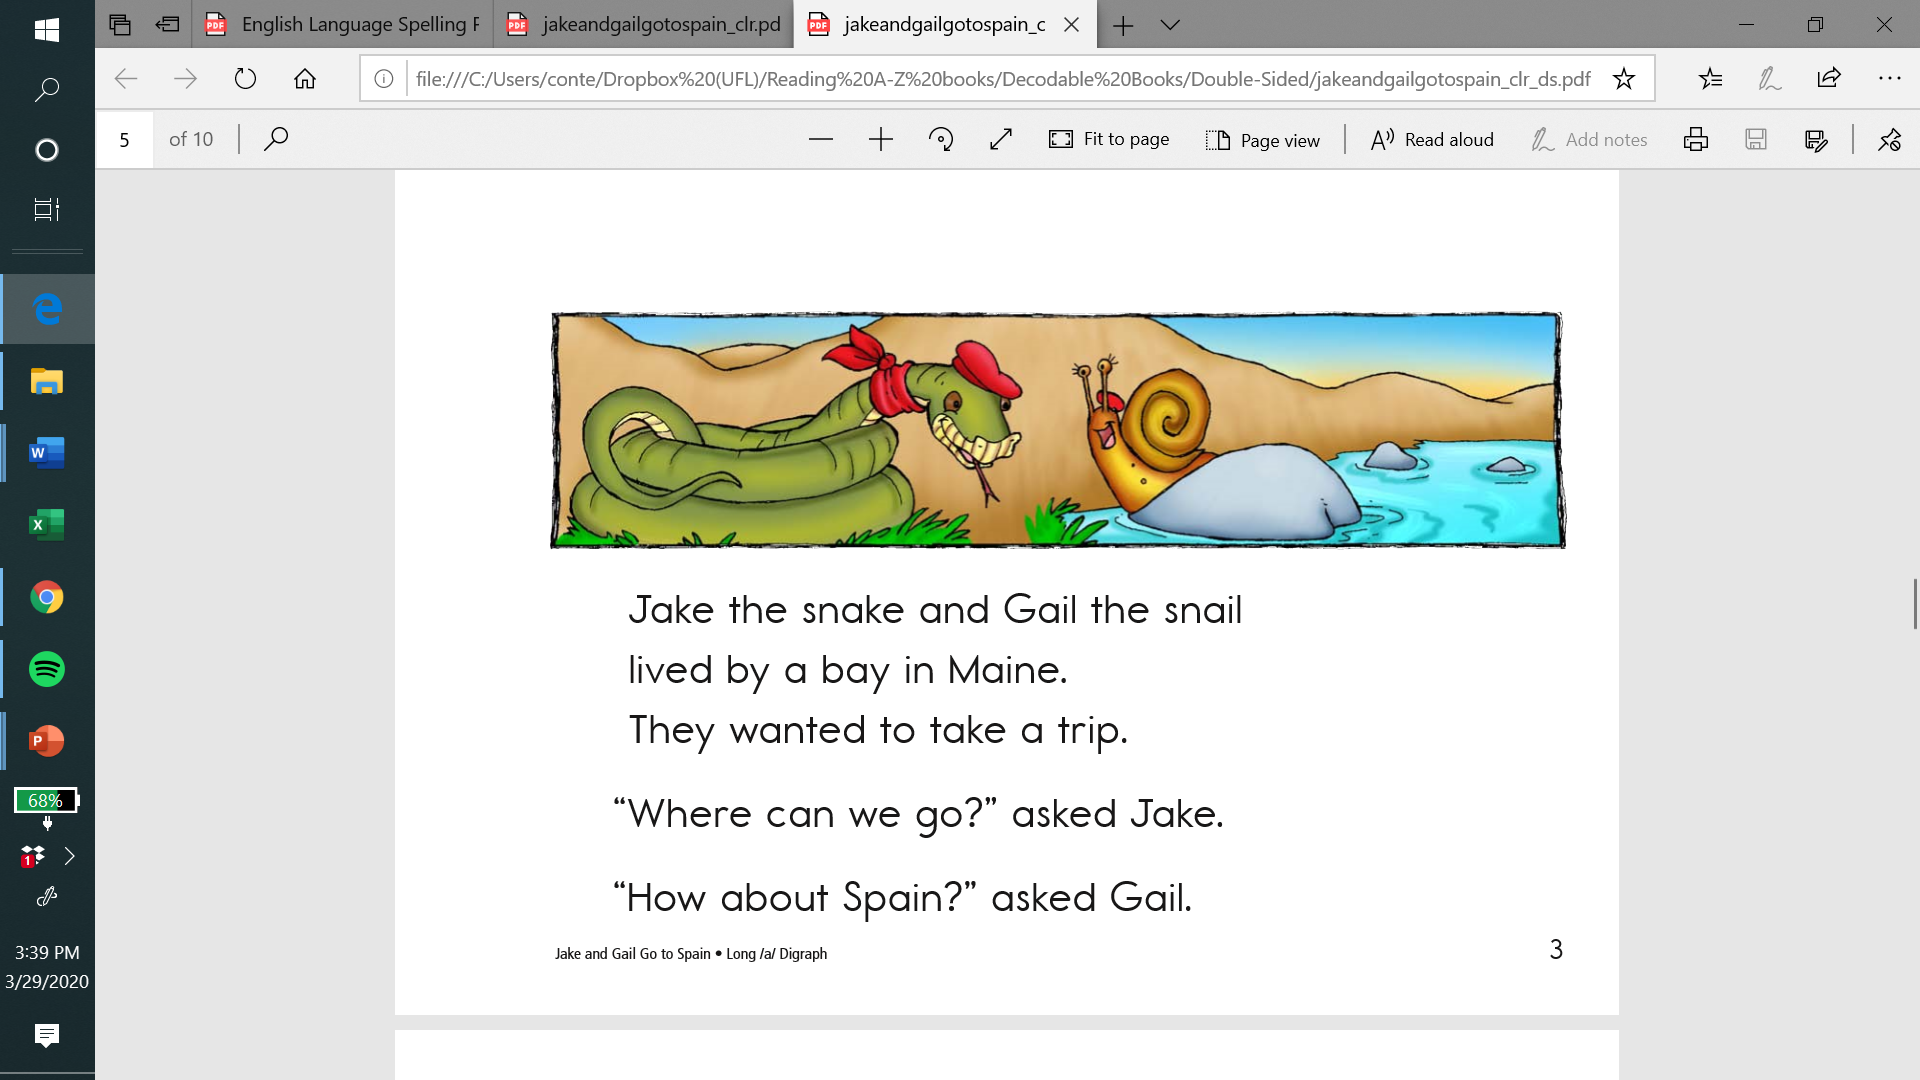 English Language Spelling F
jakeandgailgotospain_clr.pd
jakeandgailgotospain_c
file:///C:/Users/conte/Dropbox%20(UFL)/Reading%20A-Z%20books/Decodable%20Books/Double-Sided/jakeandgailgotospain_clr_ds.pdf
5 of 10
Fit to page
Page view
Read aloud
Add notes
Jake the snake and Gail the snail
lived by a bay in Maine.
They wanted to take a trip.
“Where can we go?” asked Jake.
“How about Spain?” asked Gail.
Jake and Gail Go to Spain • Long /a/ Digraph
3
68%
1
3:39 PM
3/29/2020